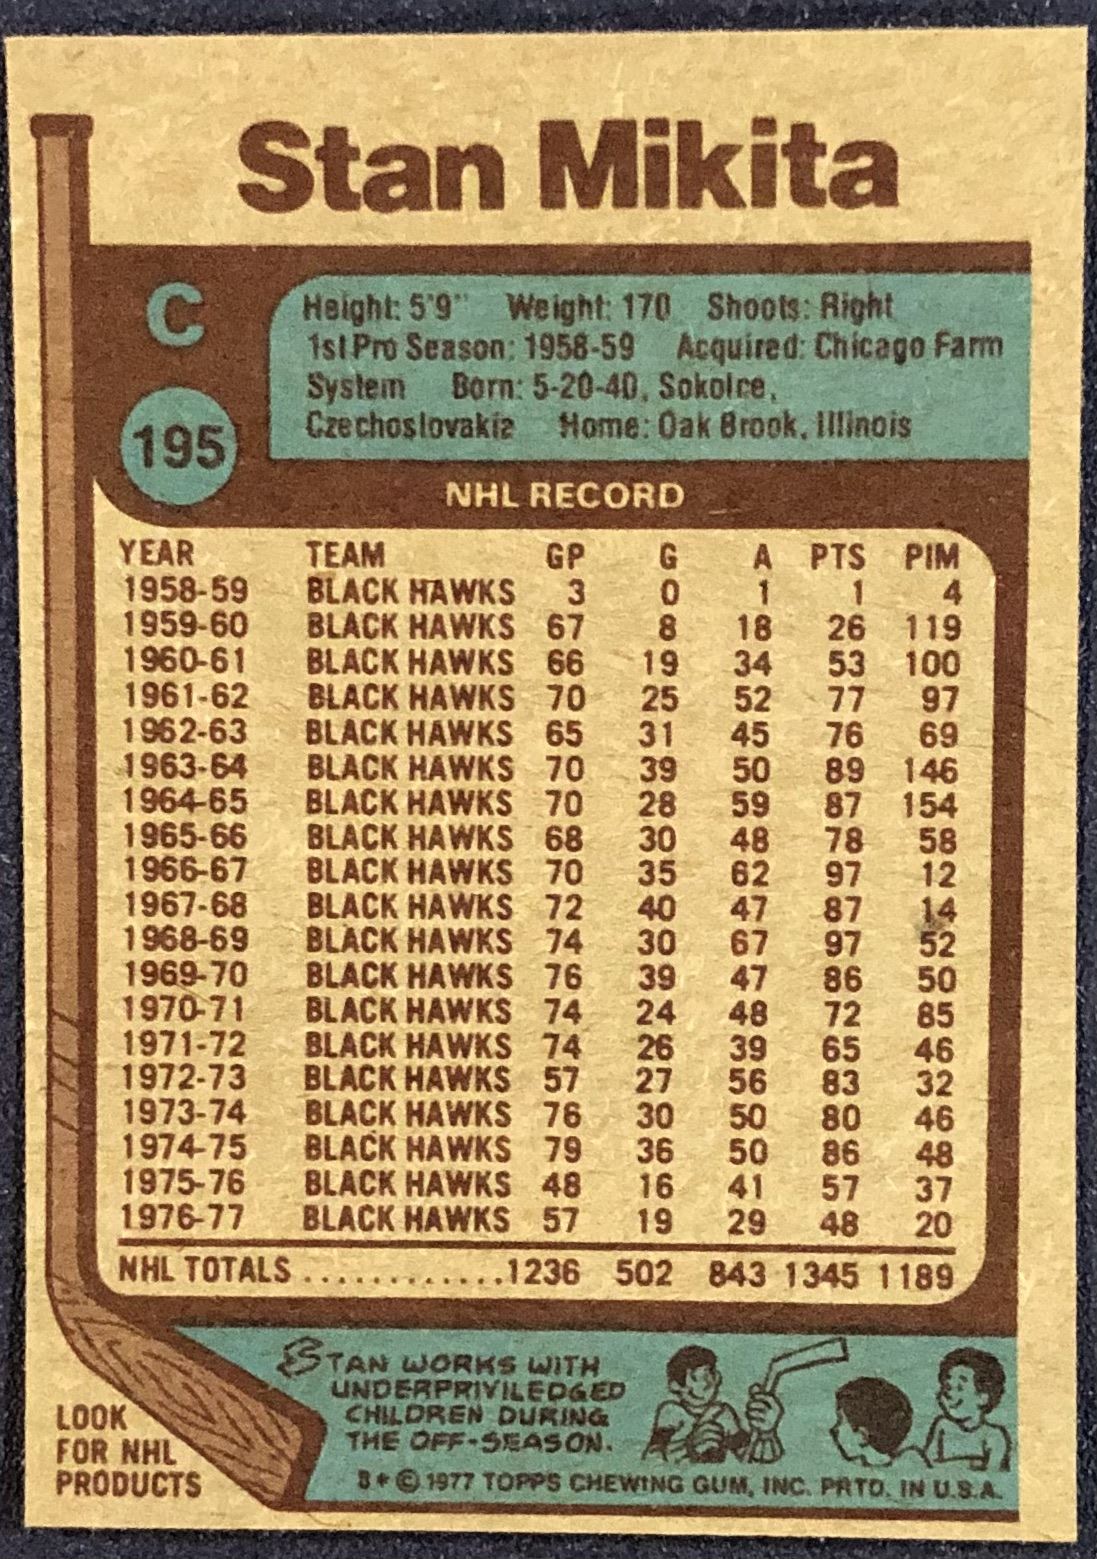 Stan Mikita
C
195
Height: 5'9" Weight: 170 Shoots: Right
1st Pro Season: 1958-59 Acquired: Chicago Farm
System Born: 5-20-40, Sokolce,
Czechoslovakia Home: Oak Brook, Illinois
NHL RECORD
YEAR TEAM GP G A PTS PIM
1958-59 BLACK HAWKS 3 0 1 1 4
1959-60 BLACK HAWKS 67 8 18 26 119
1960-61 BLACK HAWKS 66 19 34 53 100
1961-62 BLACK HAWKS 70 25 52 77 97
1962-63 BLACK HAWKS 65 31 45 76 69
1963-64 BLACK HAWKS 70 39 50 89 146
1964-65 BLACK HAWKS 70 28 59 87 154
1965-66 BLACK HAWKS 68 30 48 78 58
1966-67 BLACK HAWKS 70 35 62 97 12
1967-68 BLACK HAWKS 72 40 47 87 14
1968-69 BLACK HAWKS 74 30 67 97 52
1969-70 BLACK HAWKS 76 39 47 86 50
1970-71 BLACK HAWKS 74 24 48 72 85
1971-72 BLACK HAWKS 74 26 39 65 46
1972-73 BLACK HAWKS 57 27 56 83 32
1973-74 BLACK HAWKS 76 30 50 80 46
1974-75 BLACK HAWKS 79 36 50 86 48
1975-76 BLACK HAWKS 48 16 41 57 37
1976-77 BLACK HAWKS 57 19 29 48 20
NHL TOTALS ............1236 502 843 1345 1189
STAN WORKS WITH
UNDERPRIVILEDGED
CHILDREN DURING
THE OFF-SEASON.
LOOK
FOR NHL
PRODUCTS
B * © 1977 TOPPS CHEWING GUM, INC. PRTD. IN U.S.A.